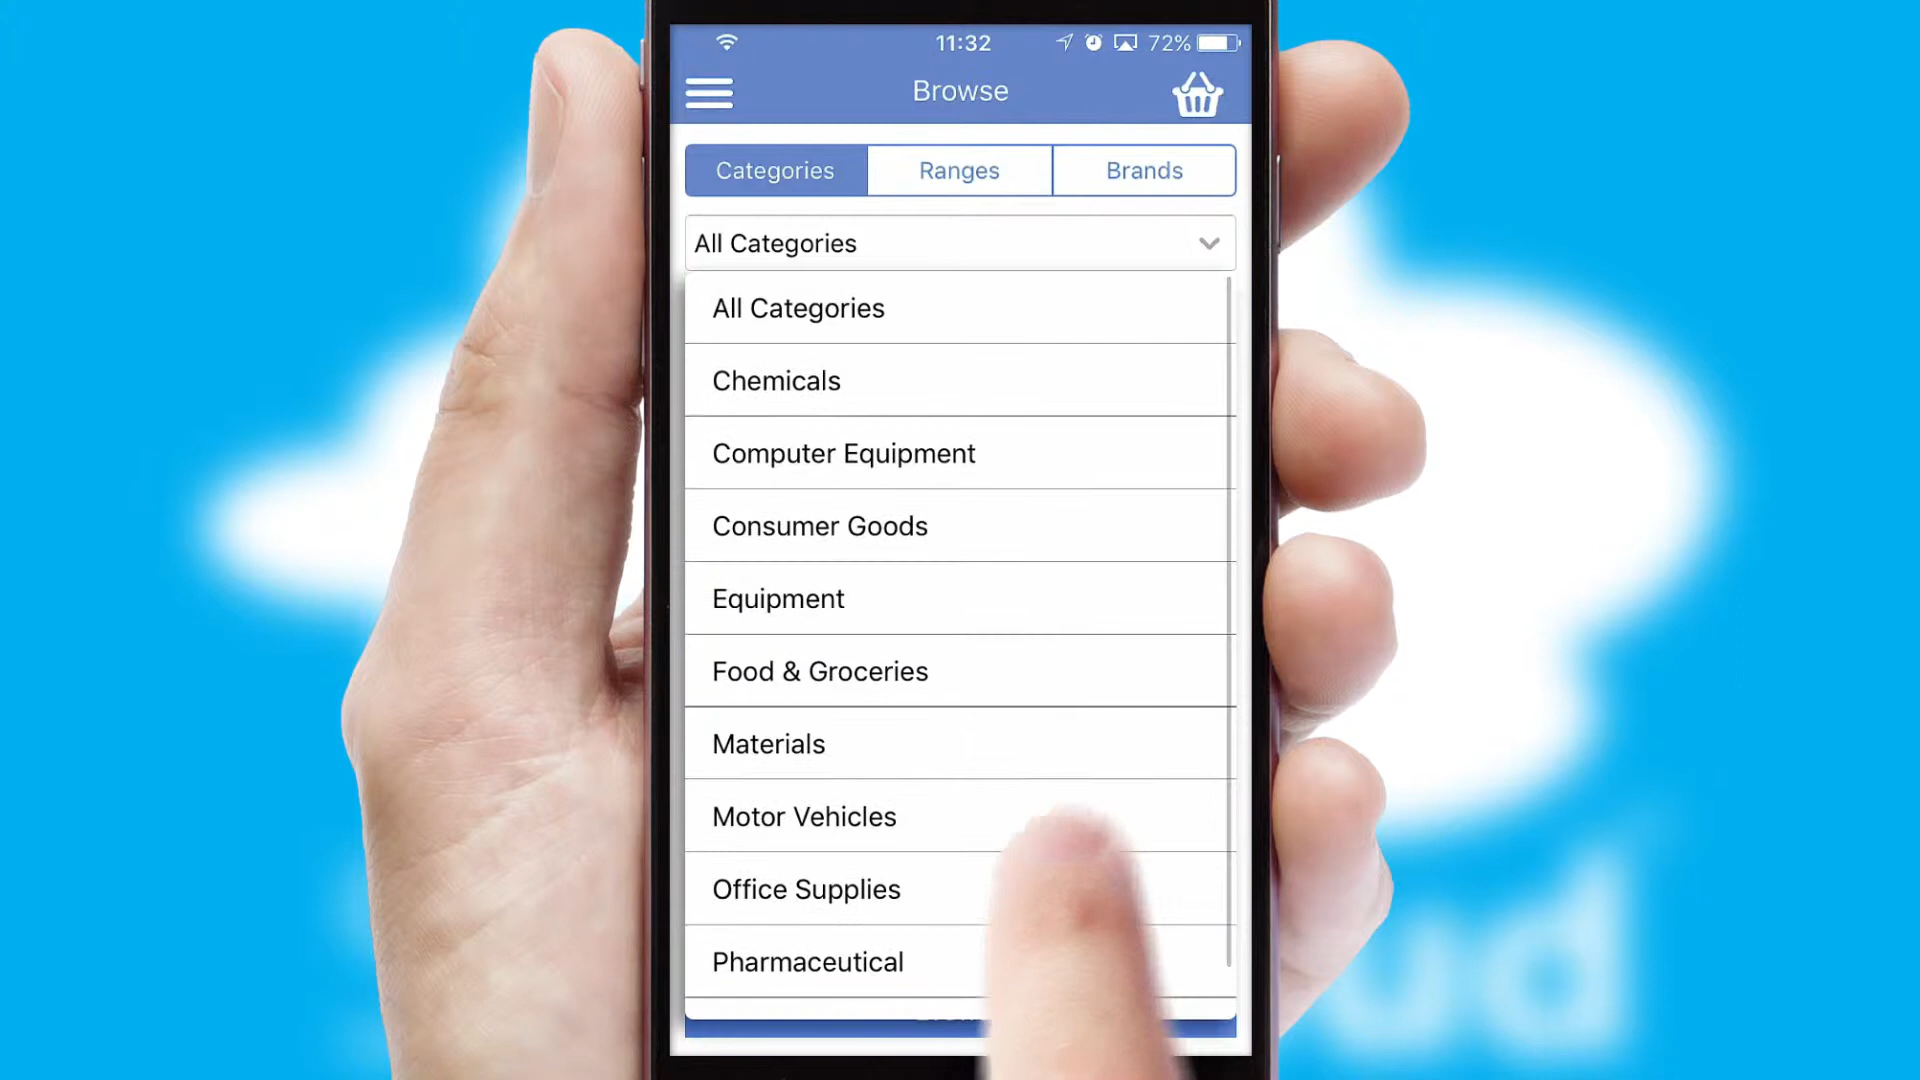 11:32
72%
Browse
Categories Ranges Brands
All Categories
All Categories
Chemicals
Computer Equipment
Consumer Goods
Equipment
Food & Groceries
Materials
Motor Vehicles
Office Supplies
Pharmaceutical